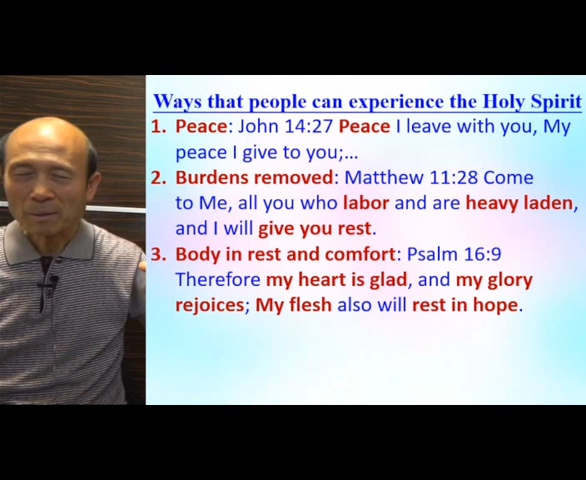 Ways that people can experience the Holy Spirit
1. Peace: John 14:27 Peace I leave with you, My
peace I give to you;...
2. Burdens removed: Matthew 11:28 Come
to Me, all you who labor and are heavy laden,
and I will give you rest.
3. Body in rest and comfort: Psalm 16:9
Therefore my heart is glad, and my glory
rejoices; My flesh also will rest in hope.